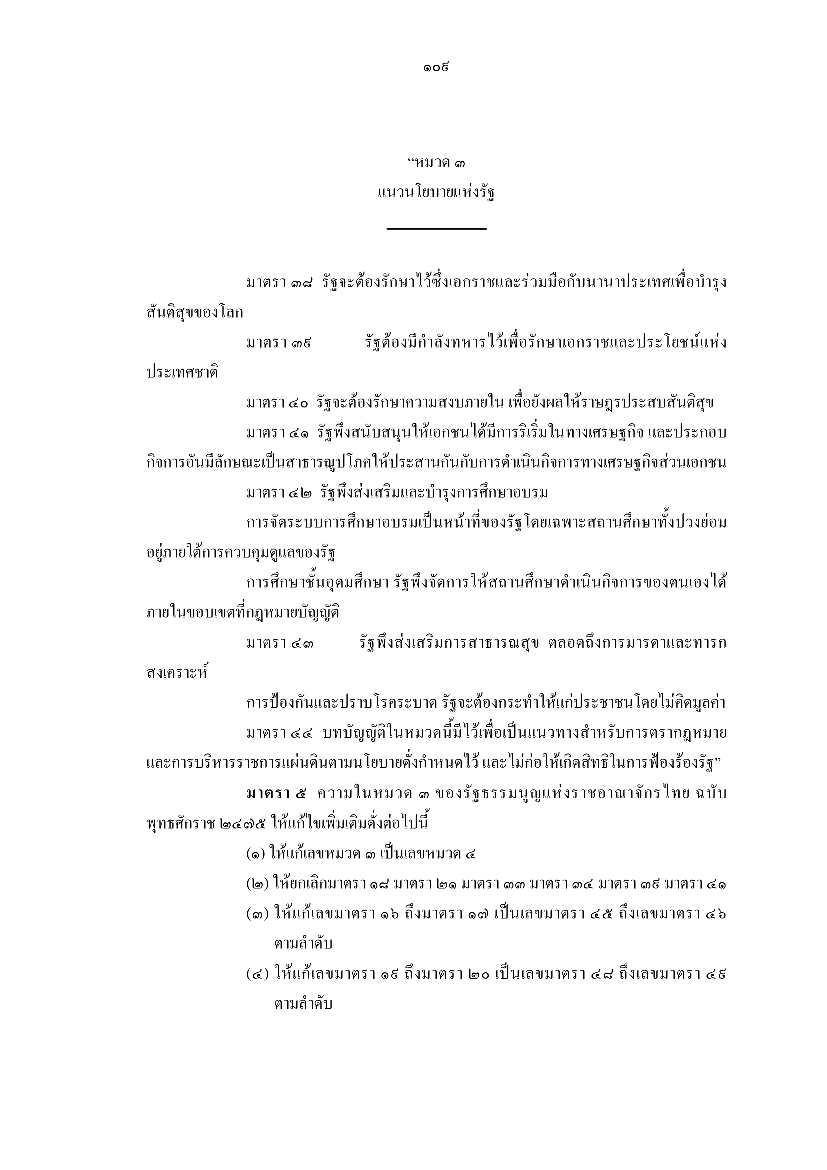 ๑๐๙
“หมวด ๓
แนวนโยบายแห่งรัฐ
มาตรา ๓๘ รัฐจะต้องรักษาไว้ซึ่งเอกราชและร่วมมือกับนานาประเทศเพื่อบำรุง
สันติสุขของโลก
มาตรา ๓๙ รัฐต้องมีกำลังทหารไว้เพื่อรักษาเอกราชและประโยชน์แห่ง
ประเทศชาติ
มาตรา ๔๐ รัฐจะต้องรักษาความสงบภายใน เพื่อยังผลให้ราษฎรประสบสันติสุข
มาตรา ๔๑ รัฐพึงสนับสนุนให้เอกชนได้มีการริเริ่มในทางเศรษฐกิจ และประกอบ
กิจการอันมีลักษณะเป็นสาธารณูปโภคให้ประสานกันกับการดำเนินกิจการทางเศรษฐกิจส่วนเอกชน
มาตรา ๔๒ รัฐพึงส่งเสริมและบำรุงการศึกษาอบรม
การจัดระบบการศึกษาอบรมเป็นหน้าที่ของรัฐโดยเฉพาะสถานศึกษาทั้งปวงย่อม
อยู่ภายใต้การควบคุมดูแลของรัฐ
การศึกษาชั้นอุดมศึกษา รัฐพึงจัดการให้สถานศึกษาดำเนินกิจการของตนเองได้
ภายในขอบเขตที่กฎหมายบัญญัติ
มาตรา ๔๓ รัฐพึงส่งเสริมการสาธารณสุข ตลอดถึงการมารดาและทารก
สงเคราะห์
การป้องกันและปราบโรคระบาด รัฐจะต้องกระทำให้แก่ประชาชนโดยไม่คิดมูลค่า
มาตรา ๔๔ บทบัญญัติในหมวดนี้มีไว้เพื่อเป็นแนวทางสำหรับการตรากฎหมาย
และการบริหารราชการแผ่นดินตามนโยบายดั่งกำหนดไว้ และไม่ก่อให้เกิดสิทธิในการฟ้องร้องรัฐ”
มาตรา ๕ ความในหมวด ๓ ของรัฐธรรมนูญแห่งราชอาณาจักรไทย ฉบับ
พุทธศักราช ๒๔๗๕ ให้แก้ไขเพิ่มเติมดั่งต่อไปนี้
(๑) ให้แก้เลขหมวด ๓ เป็นเลขหมวด ๔
(๒) ให้ยกเลิกมาตรา ๑๘ มาตรา ๒๑ มาตรา ๓๓ มาตรา ๓๔ มาตรา ๓๙ มาตรา ๔๑
(๓) ให้แก้เลขมาตรา ๑๖ ถึงมาตรา ๑๗ เป็นเลขมาตรา ๔๕ ถึงเลขมาตรา ๔๖
ตามลำดับ
(๔) ให้แก้เลขมาตรา ๑๙ ถึงมาตรา ๒๐ เป็นเลขมาตรา ๔๘ ถึงเลขมาตรา ๔๙
ตามลำดับ